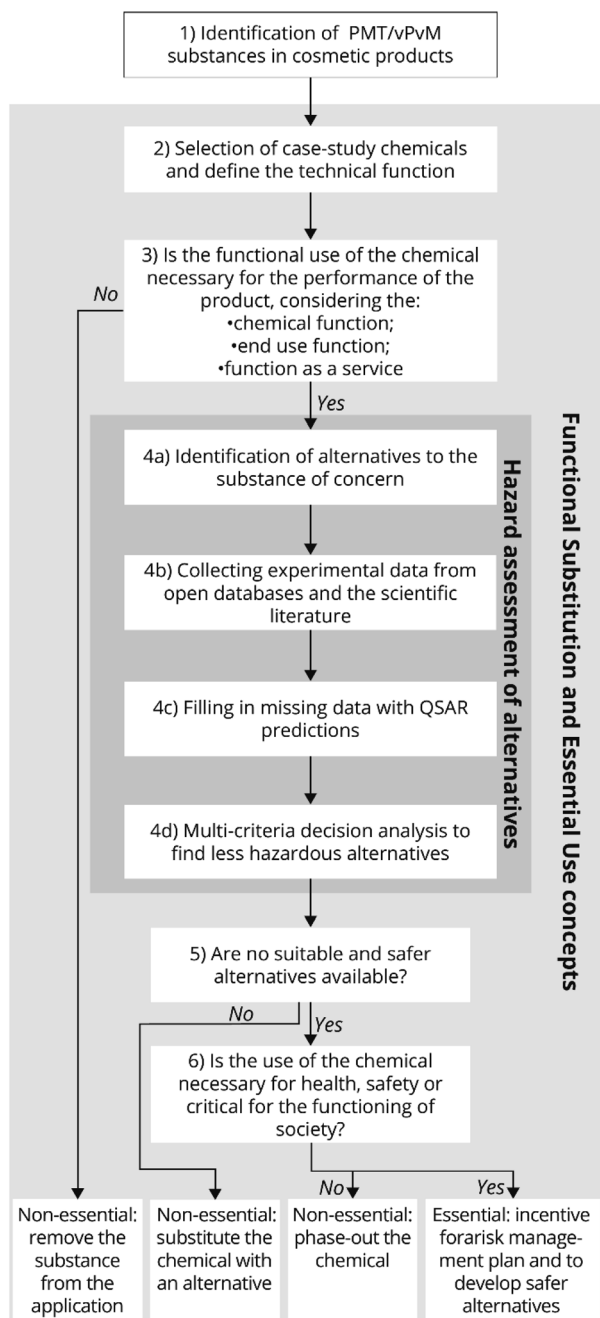 1) Identification of PMT/vPvM
substances in cosmetic products
2) Selection of case-study chemicals
and define the technical function
3) Is the functional use of the chemical
necessary for the performance of the
product, considering the:
•chemical function;
•end use function;
•function as a service
No
Yes
4a) Identification of alternatives to the
substance of concern
4b) Collecting experimental data from
open databases and the scientific
literature
4c) Filling in missing data with QSAR
predictions
4d) Multi-criteria decision analysis to
find less hazardous alternatives
Hazard assessment of alternatives
Functional Substitution and Essential Use concepts
5) Are no suitable and safer
alternatives available?
No
Yes
6) Is the use of the chemical
necessary for health, safety or
critical for the functioning of
society?
No
Yes
Non-essential:
remove the
substance
from the
application
Non-essential:
substitute the
chemical with
an alternative
Non-essential:
phase-out the
chemical
Essential: incentive
forarisk manage-
ment plan and to
develop safer
alternatives